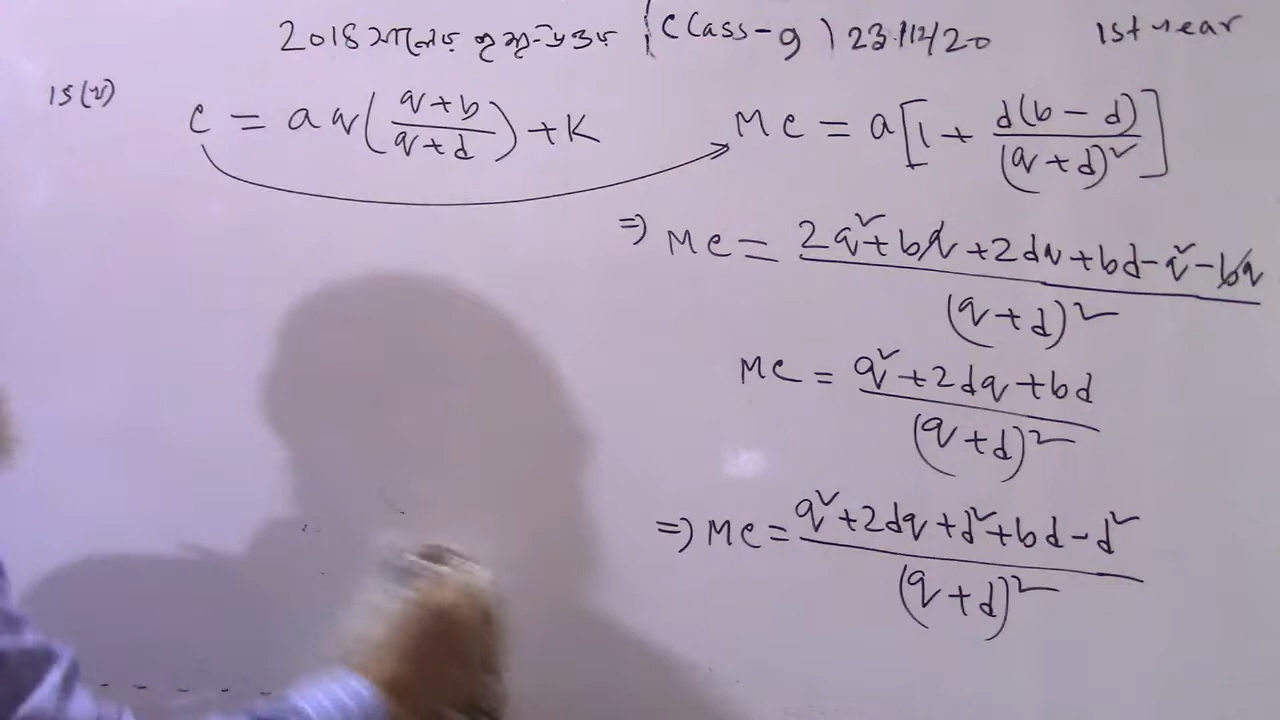 2018 সালের প্রশ্ন-উত্তর (Class-9) 23/12/20 1st year
15(খ) C = aq((q+b)/(q+d)) + K
MC = a[1 + d(b - d)/(q+d)²]
⇒ MC = (2q²+bq+2dq+bd-q²-bq)/(q+d)²
MC = (q²+2dq+bd)/(q+d)²
⇒ MC = (q²+2dq+d²+bd-d²)/(q+d)²